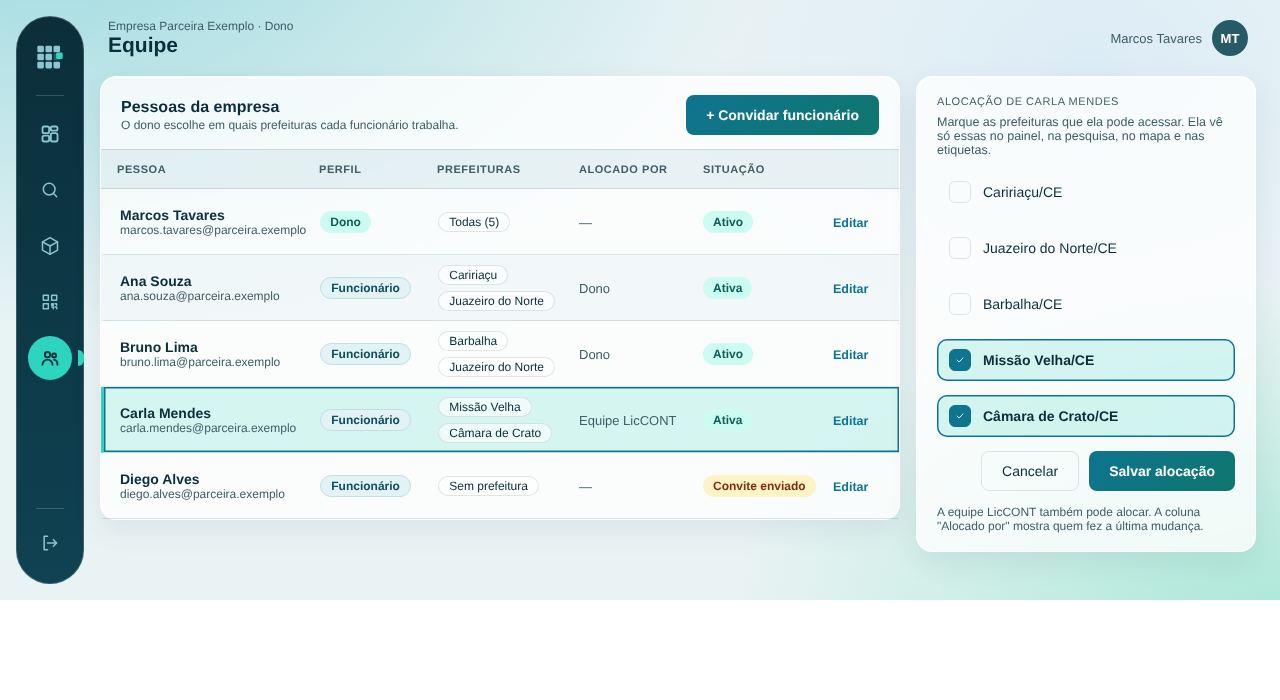 Empresa Parceira Exemplo · Dono
Equipe
Marcos Tavares
MT
Pessoas da empresa
O dono escolhe em quais prefeituras cada funcionário trabalha.
+ Convidar funcionário
PESSOA PERFIL PREFEITURAS ALOCADO POR SITUAÇÃO
Marcos Tavares
marcos.tavares@parceira.exemplo
Dono
Todas (5)
—
Ativo
Editar
Ana Souza
ana.souza@parceira.exemplo
Funcionário
Caririaçu
Juazeiro do Norte
Dono
Ativa
Editar
Bruno Lima
bruno.lima@parceira.exemplo
Funcionário
Barbalha
Juazeiro do Norte
Dono
Ativo
Editar
Carla Mendes
carla.mendes@parceira.exemplo
Funcionário
Missão Velha
Câmara de Crato
Equipe LicCONT
Ativa
Editar
Diego Alves
diego.alves@parceira.exemplo
Funcionário
Sem prefeitura
—
Convite enviado
Editar
ALOCAÇÃO DE CARLA MENDES
Marque as prefeituras que ela pode acessar. Ela vê
só essas no painel, na pesquisa, no mapa e nas
etiquetas.
Caririaçu/CE
Juazeiro do Norte/CE
Barbalha/CE
Missão Velha/CE
Câmara de Crato/CE
Cancelar
Salvar alocação
A equipe LicCONT também pode alocar. A coluna
"Alocado por" mostra quem fez a última mudança.